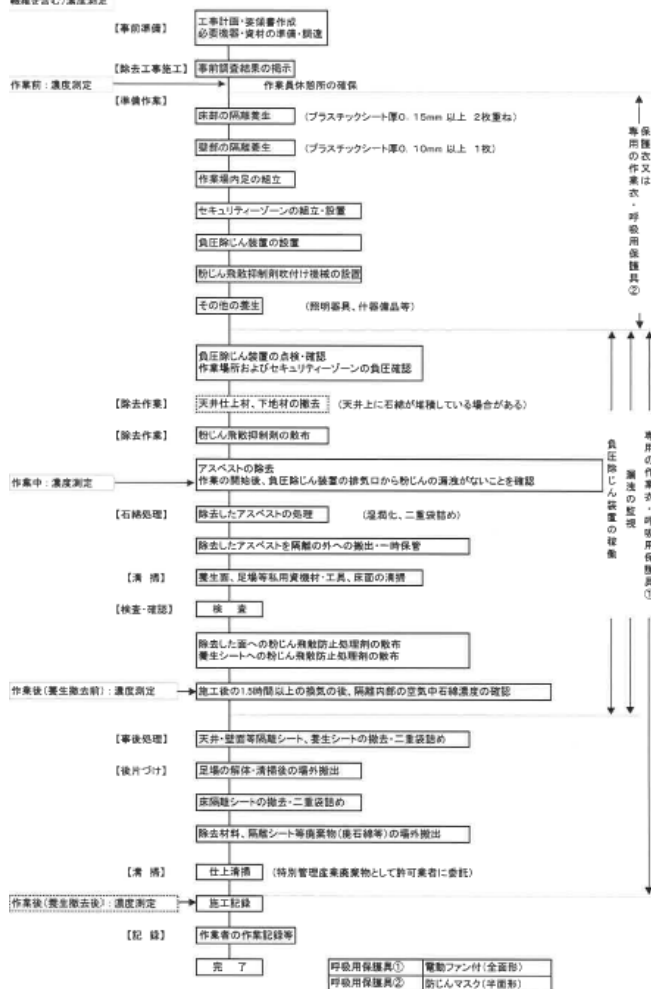 繊維を含む)濃度測定
【事前準備】
工事計画・要領書作成
必要機器・資材の準備・調達
【除去工事施工】
事前調査結果の掲示
作業前：濃度測定
作業員休憩所の確保
【準備作業】
床部の隔離養生 (プラスチックシート厚0.15mm 以上 2枚重ね)
壁部の隔離養生 (プラスチックシート厚0.10mm 以上 1枚)
作業場内足の組立
セキュリティーゾーンの組立・設置
負圧除じん装置の設置
粉じん飛散抑制剤吹付け機械の設置
その他の養生 (照明器具、什器備品等)
保護衣又は
専用の作業衣・呼吸用保護具②
負圧除じん装置の点検・確認
作業場所およびセキュリティーゾーンの負圧確認
【除去作業】
天井仕上材、下地材の撤去 (天井上に石綿が堆積している場合がある)
【除去作業】
粉じん飛散抑制剤の散布
アスベストの除去
作業の開始後、負圧除じん装置の排気口から粉じんの漏洩がないことを確認
作業中：濃度測定
【石綿処理】
除去したアスベストの処理 (湿潤化、二重袋詰め)
除去したアスベストを隔離の外への搬出・一時保管
【清 掃】
養生面、足場等私用資機材・工具、床面の清掃
【検査・確認】
検 査
除去した面への粉じん飛散防止処理剤の散布
養生シートへの粉じん飛散防止処理剤の散布
作業後(養生撤去前)：濃度測定
施工後の1.5時間以上の換気の後、隔離内部の空気中石綿濃度の確認
負圧除じん装置の稼働
漏洩の監視
専用の作業衣・呼吸用保護具①
【事後処理】
天井・壁面等隔離シート、養生シートの撤去・二重袋詰め
【後片づけ】
足場の解体・清掃後の場外搬出
床隔離シートの撤去・二重袋詰め
除去材料、隔離シート等廃棄物(廃石綿等)の場外搬出
【清 掃】
仕上清掃 (特別管理産業廃棄物として許可業者に委託)
作業後(養生撤去後)：濃度測定
施工記録
【記 録】
作業者の作業記録等
完 了
呼吸用保護具① 電動ファン付(全面形)
呼吸用保護具② 防じんマスク(半面形)